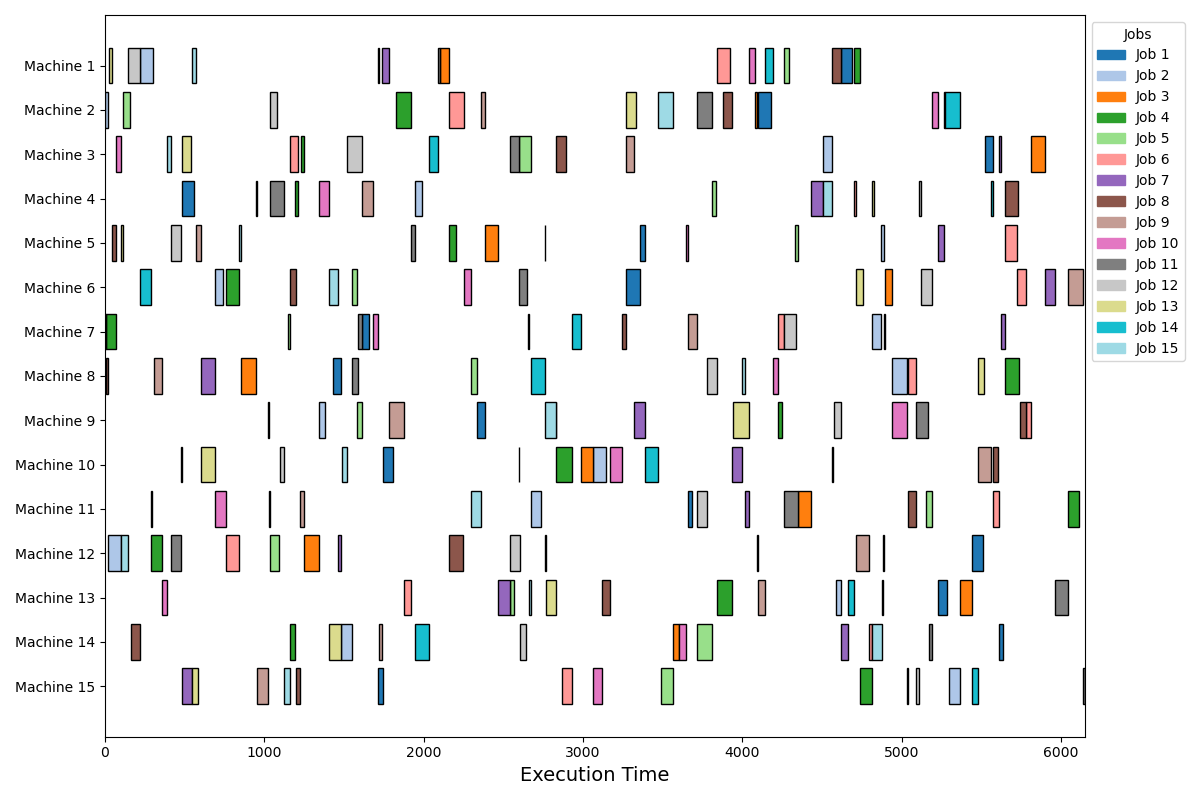 Machine 1
Machine 2
Machine 3
Machine 4
Machine 5
Machine 6
Machine 7
Machine 8
Machine 9
Machine 10
Machine 11
Machine 12
Machine 13
Machine 14
Machine 15
0 1000 2000 3000 4000 5000 6000
Execution Time
Jobs
Job 1
Job 2
Job 3
Job 4
Job 5
Job 6
Job 7
Job 8
Job 9
Job 10
Job 11
Job 12
Job 13
Job 14
Job 15